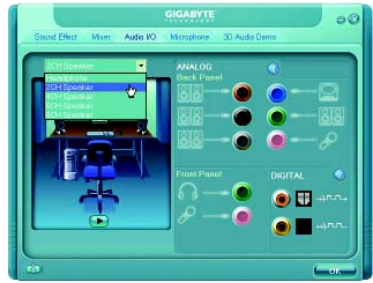 GIGABYTE
TECHNOLOGY
Sound Effect Mixer Audio I/O Microphone 3D Audio Demo
2CH Speaker
Headphone
2CH Speaker
4CH Speaker
6CH Speaker
8CH Speaker
ANALOG
Back Panel
Front Panel
DIGITAL
OK